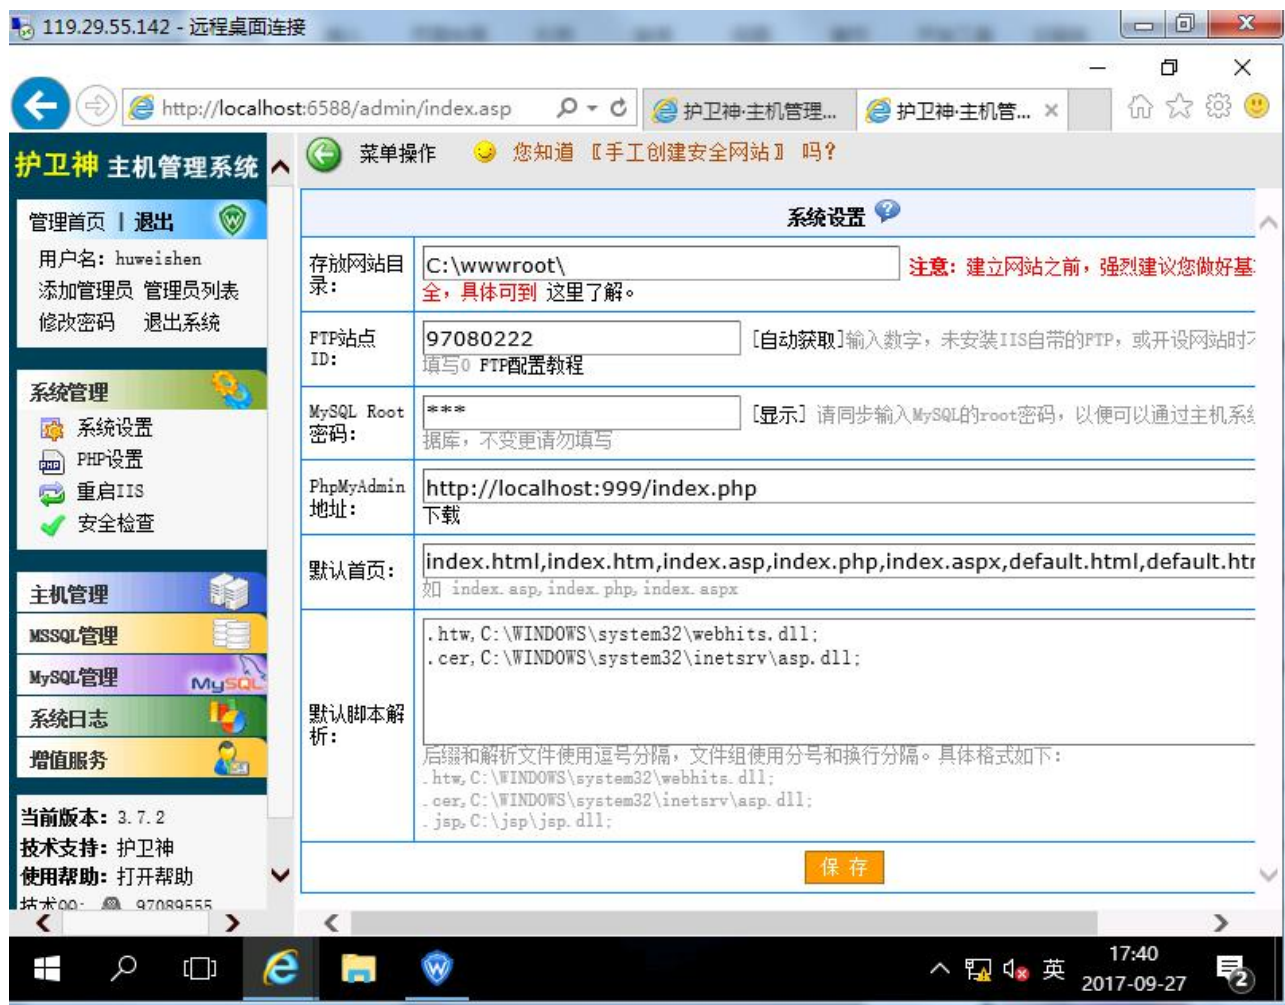 119.29.55.142 - 远程桌面连接
http://localhost:6588/admin/index.asp
护卫神·主机管理...
护卫神·主机管...
护卫神 主机管理系统
菜单操作 您知道〖手工创建安全网站〗吗?
管理首页 | 退出
用户名: huweishen
添加管理员 管理员列表
修改密码 退出系统
系统管理
系统设置
PHP设置
重启IIS
安全检查
主机管理
MSSQL管理
MySQL管理
MySQL
系统日志
增值服务
当前版本: 3.7.2
技术支持: 护卫神
使用帮助: 打开帮助
技术QQ: 97089555
系统设置
存放网站目录:
C:\wwwroot\
注意: 建立网站之前，强烈建议您做好基
全，具体可到 这里了解。
FTP站点ID:
97080222
[自动获取]输入数字，未安装IIS自带的FTP，或开设网站时不
填写0 FTP配置教程
MySQL Root密码:
***
[显示] 请同步输入MySQL的root密码，以便可以通过主机系统
据库，不变更请勿填写
PhpMyAdmin地址:
http://localhost:999/index.php
下载
默认首页:
index.html,index.htm,index.asp,index.php,index.aspx,default.html,default.htr
如 index.asp,index.php,index.aspx
默认脚本解析:
.htw,C:\WINDOWS\system32\webhits.dll;
.cer,C:\WINDOWS\system32\inetsrv\asp.dll;
后缀和解析文件使用逗号分隔，文件组使用分号和换行分隔。具体格式如下:
.htw,C:\WINDOWS\system32\webhits.dll;
.cer,C:\WINDOWS\system32\inetsrv\asp.dll;
.jsp,C:\jsp\jsp.dll;
保 存
英
17:40
2017-09-27
2